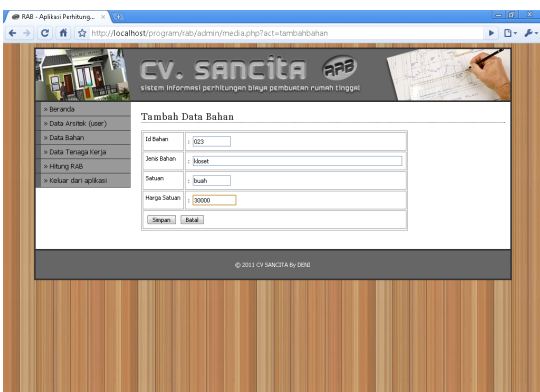 RAB - Aplikasi Perhitung...
http://localhost/program/rab/admin/media.php?act=tambahbahan
CV. SANCITA RAB
sistem informasi perhitungan biaya pembuatan rumah tinggal
» Beranda
» Data Arsitek (user)
» Data Bahan
» Data Tenaga Kerja
» Hitung RAB
» Keluar dari aplikasi
Tambah Data Bahan
Id Bahan : 023
Jenis Bahan : kloset
Satuan : buah
Harga Satuan : 30000
Simpan Batal
© 2011 CV SANCITA By DENI